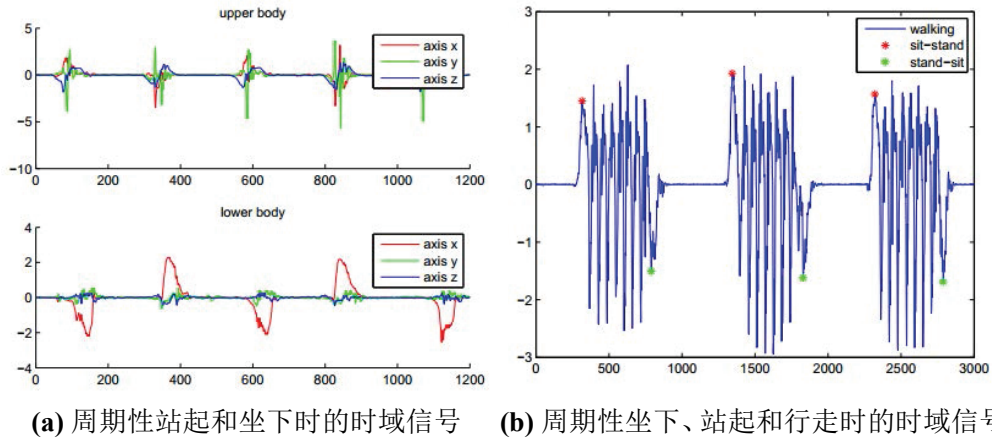 upper body
5
0
−5
10
0 200 400 600 800 1000 1200
axis x
axis y
axis z
lower body
4
2
0
−2
−4
0 200 400 600 800 1000 1200
axis x
axis y
axis z
(a) 周期性站起和坐下时的时域信号
3
2
1
0
−1
−2
−3
0 500 1000 1500 2000 2500 3000
walking
sit−stand
stand−sit
(b) 周期性坐下、站起和行走时的时域信号